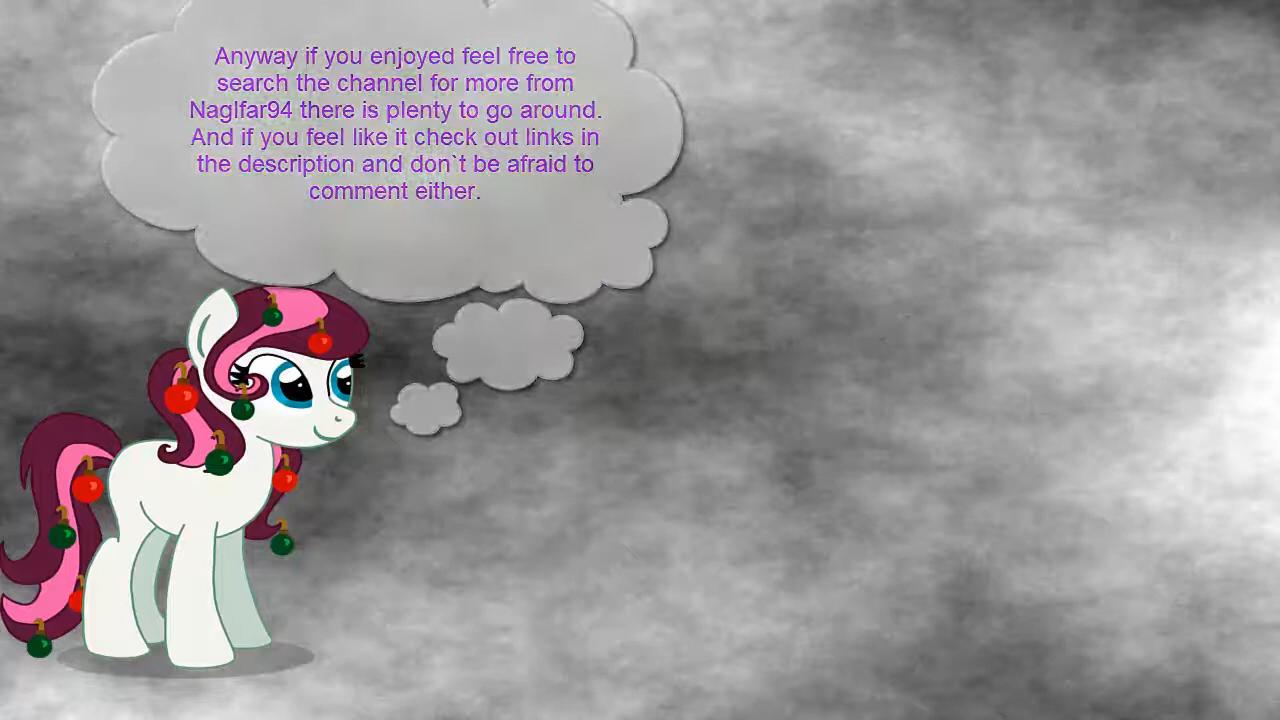 Anyway if you enjoyed feel free to
search the channel for more from
Naglfar94 there is plenty to go around.
And if you feel like it check out links in
the description and don`t be afraid to
comment either.